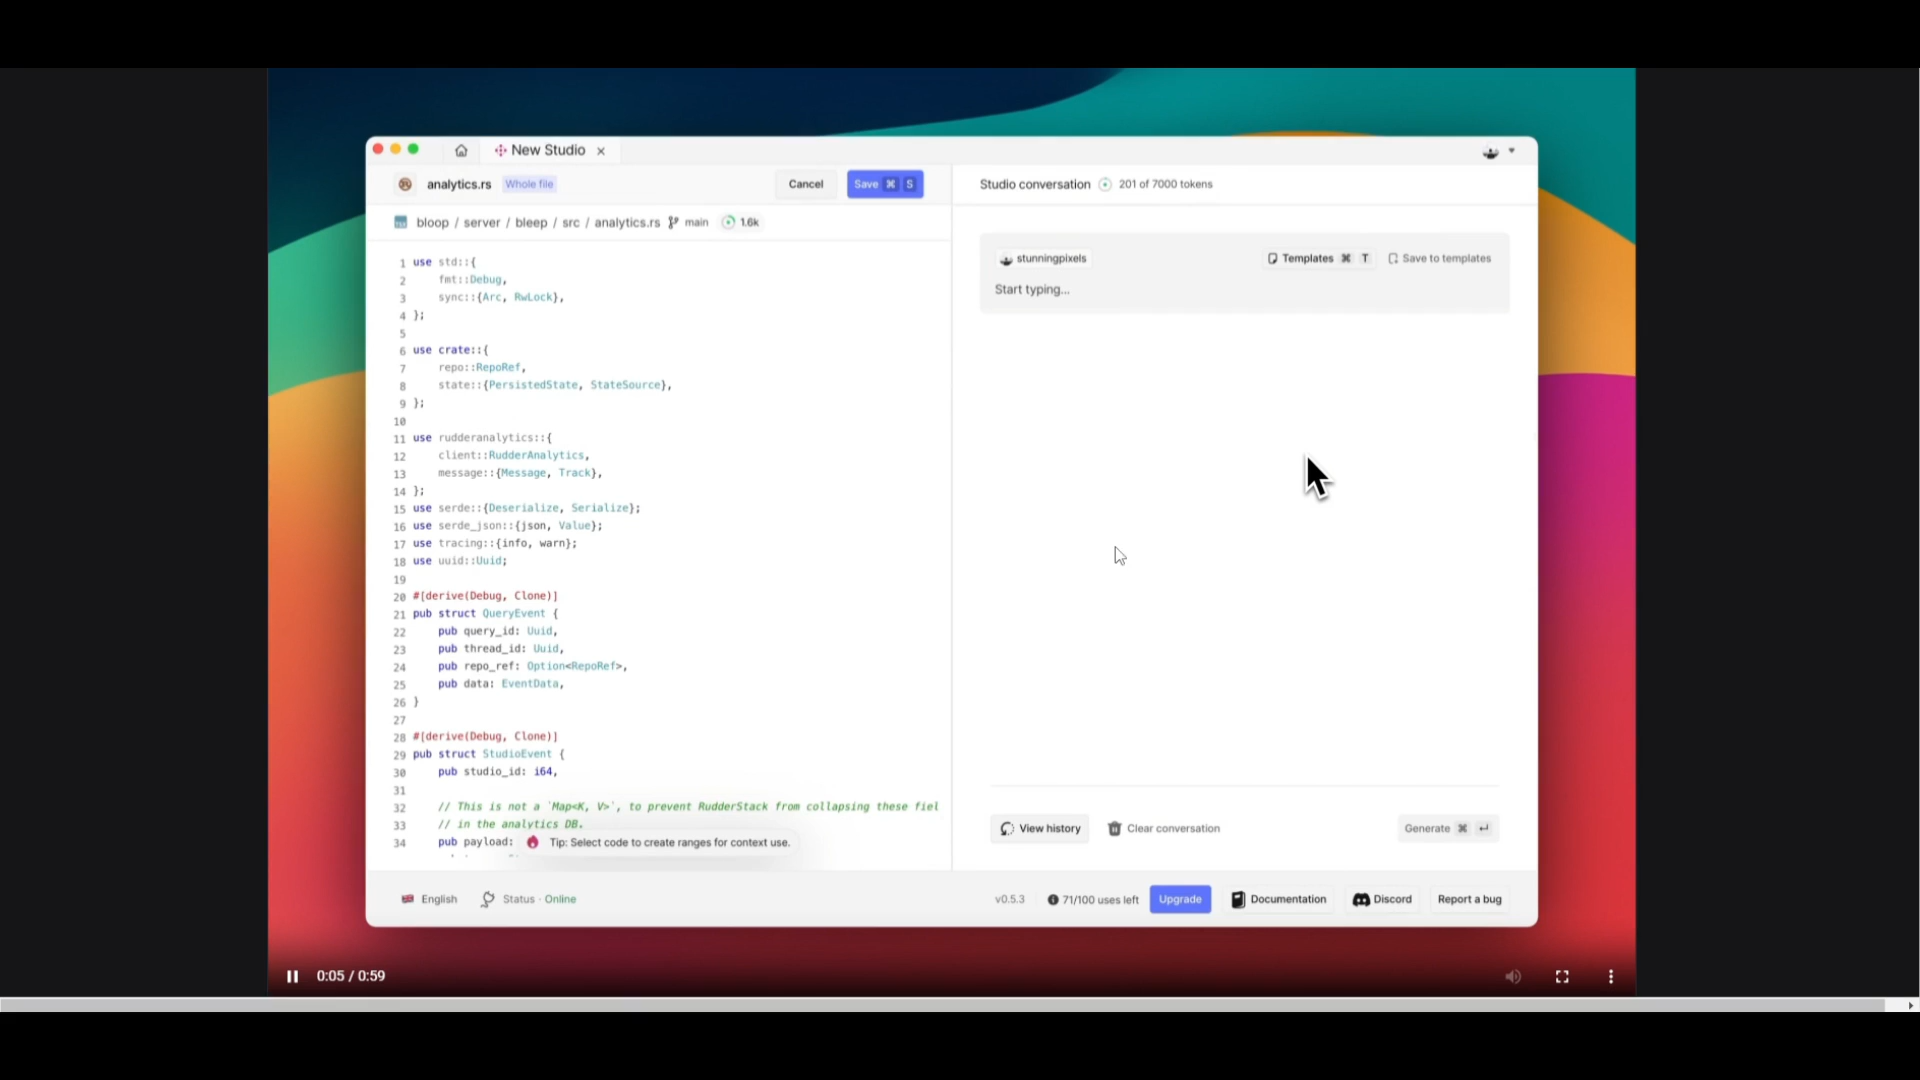 New Studio
analytics.rs Whole file Cancel Save ⌘ S
bloop / server / bleep / src / analytics.rs main 1.6k
1 use std::{
2     fmt::Debug,
3     sync::{Arc, RwLock},
4 };
5
6 use crate::{
7     repo::RepoRef,
8     state::{PersistedState, StateSource},
9 };
10
11 use rudderanalytics::{
12     client::RudderAnalytics,
13     message::{Message, Track},
14 };
15 use serde::{Deserialize, Serialize};
16 use serde_json::{json, Value};
17 use tracing::{info, warn};
18 use uuid::Uuid;
19
20 #[derive(Debug, Clone)]
21 pub struct QueryEvent {
22     pub query_id: Uuid,
23     pub thread_id: Uuid,
24     pub repo_ref: Option<RepoRef>,
25     pub data: EventData,
26 }
27
28 #[derive(Debug, Clone)]
29 pub struct StudioEvent {
30     pub studio_id: i64,
31
32     // This is not a `Map<K, V>`, to prevent RudderStack from collapsing these fiel
33     // in the analytics DB.
34     pub payload:
Tip: Select code to create ranges for context use.
Studio conversation 201 of 7000 tokens
stunningpixels Templates ⌘ T Save to templates
Start typing...
View history Clear conversation Generate ⌘ ↵
English Status · Online v0.5.3 71/100 uses left Upgrade Documentation Discord Report a bug
0:05 / 0:59